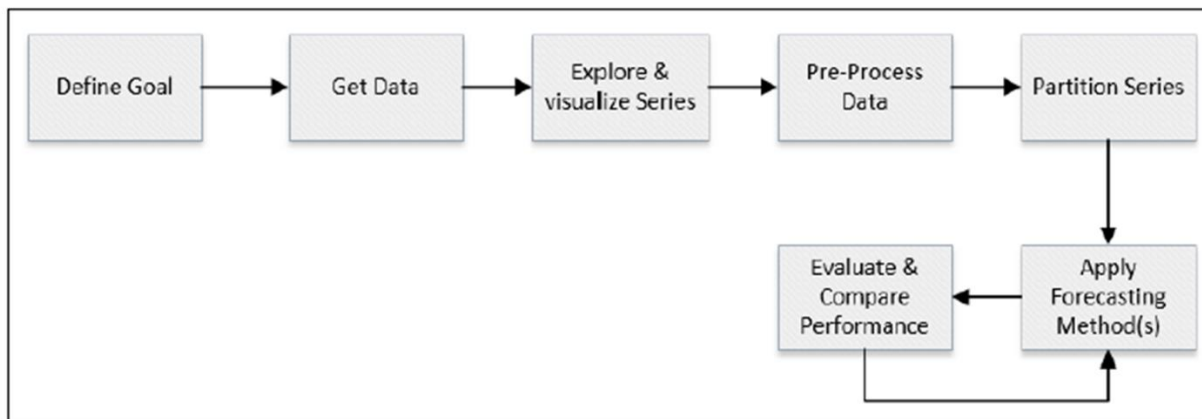 Define Goal
Get Data
Explore &
visualize Series
Pre-Process
Data
Partition Series
Apply
Forecasting
Method(s)
Evaluate &
Compare
Performance